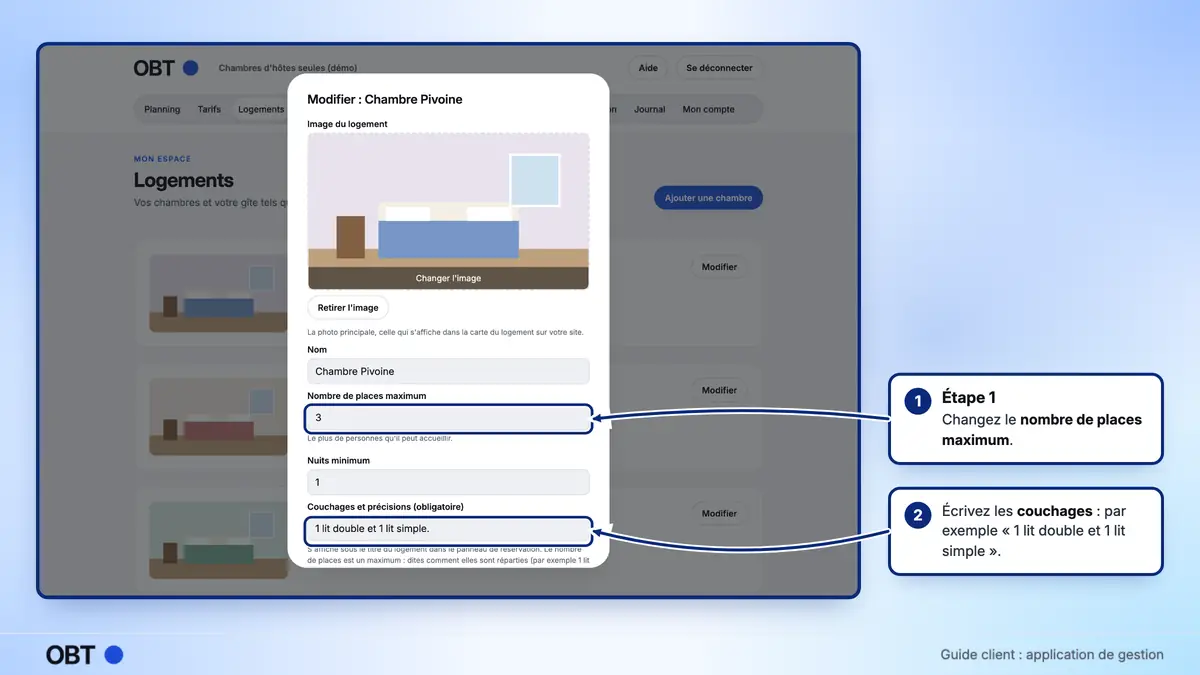 OBT
Chambres d'hôtes seules (démo)
Aide
Se déconnecter
Planning
Tarifs
Logements
Journal
Mon compte
MON ESPACE
Logements
Vos chambres et votre gîte tels
Ajouter une chambre
Modifier
Modifier
Modifier
Modifier : Chambre Pivoine
Image du logement
Changer l'image
Retirer l'image
La photo principale, celle qui s'affiche dans la carte du logement sur votre site.
Nom
Chambre Pivoine
Nombre de places maximum
3
Le plus de personnes qu'il peut accueillir.
Nuits minimum
1
Couchages et précisions (obligatoire)
1 lit double et 1 lit simple.
S'affiche sous le titre du logement dans le panneau de réservation. Le nombre
de places est un maximum : dites comment elles sont réparties (par exemple 1 lit
1
Étape 1
Changez le nombre de places
maximum.
2
Écrivez les couchages : par
exemple « 1 lit double et 1 lit
simple ».
OBT
Guide client : application de gestion